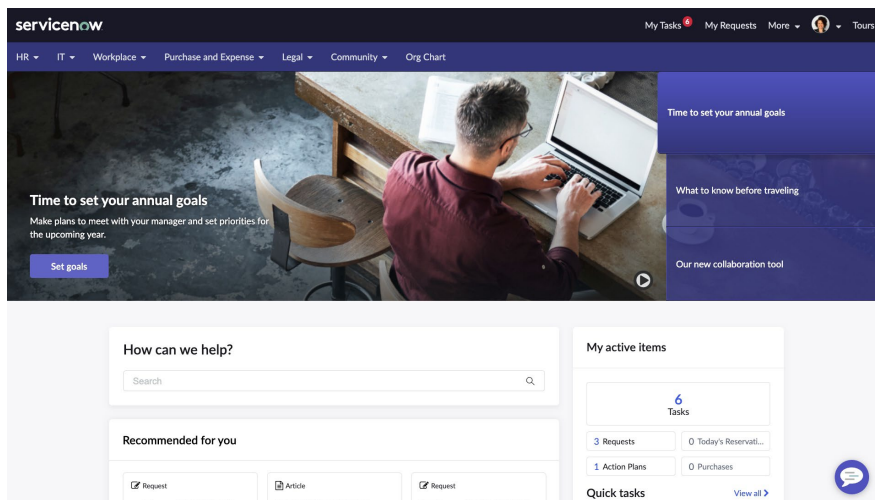 servicenow
My Tasks 6 My Requests More Tours
HR IT Workplace Purchase and Expense Legal Community Org Chart
Time to set your annual goals
Make plans to meet with your manager and set priorities for
the upcoming year.
Set goals
Time to set your annual goals
What to know before traveling
Our new collaboration tool
How can we help?
Search
Recommended for you
Request
Article
Request
My active items
6
Tasks
3 Requests
0 Today's Reservati...
1 Action Plans
0 Purchases
Quick tasks
View all